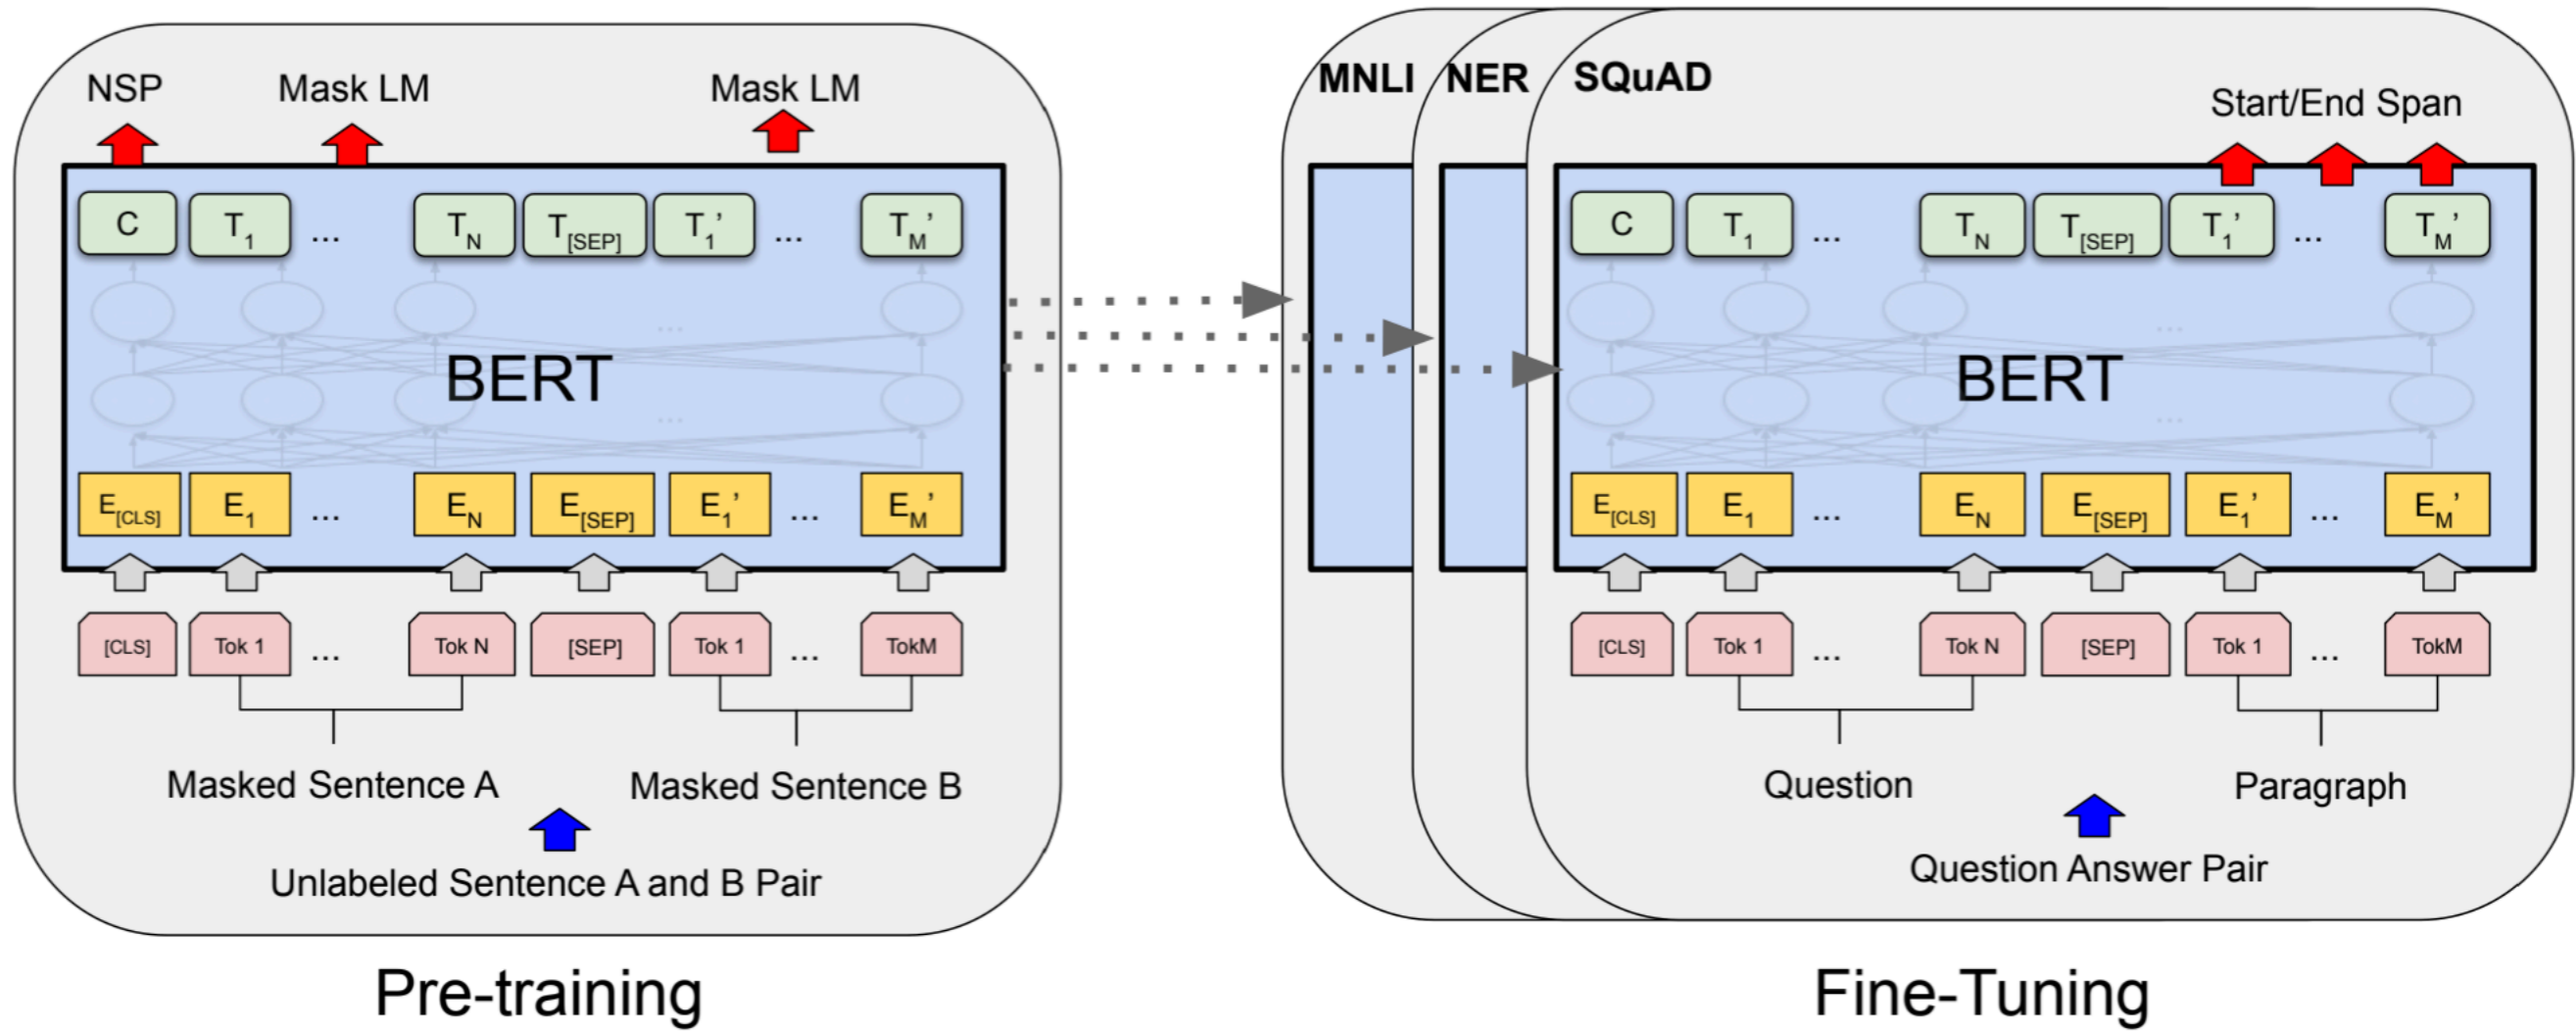 NSP Mask LM Mask LM
C T1 ... TN T[SEP] T1’ ... TM’
...
BERT
...
E[CLS] E1 ... EN E[SEP] E1’ ... EM’
[CLS] Tok 1 ... Tok N [SEP] Tok 1 ... TokM
Masked Sentence A Masked Sentence B
Unlabeled Sentence A and B Pair
Pre-training
MNLI NER SQuAD
Start/End Span
C T1 ... TN T[SEP] T1’ ... TM’
...
BERT
...
E[CLS] E1 ... EN E[SEP] E1’ ... EM’
[CLS] Tok 1 ... Tok N [SEP] Tok 1 ... TokM
Question Paragraph
Question Answer Pair
Fine-Tuning